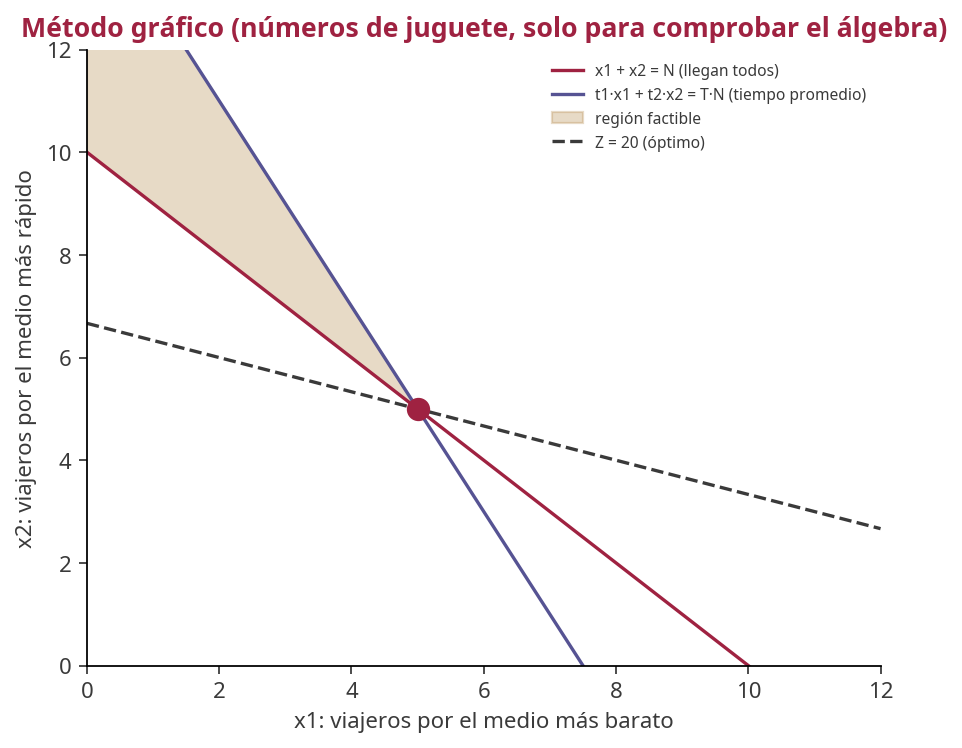 Método gráfico (números de juguete, solo para comprobar el álgebra)
x1 + x2 = N (llegan todos)
t1·x1 + t2·x2 = T·N (tiempo promedio)
región factible
Z = 20 (óptimo)
x2: viajeros por el medio más rápido
12
10
8
6
4
2
0
0 2 4 6 8 10 12
x1: viajeros por el medio más barato